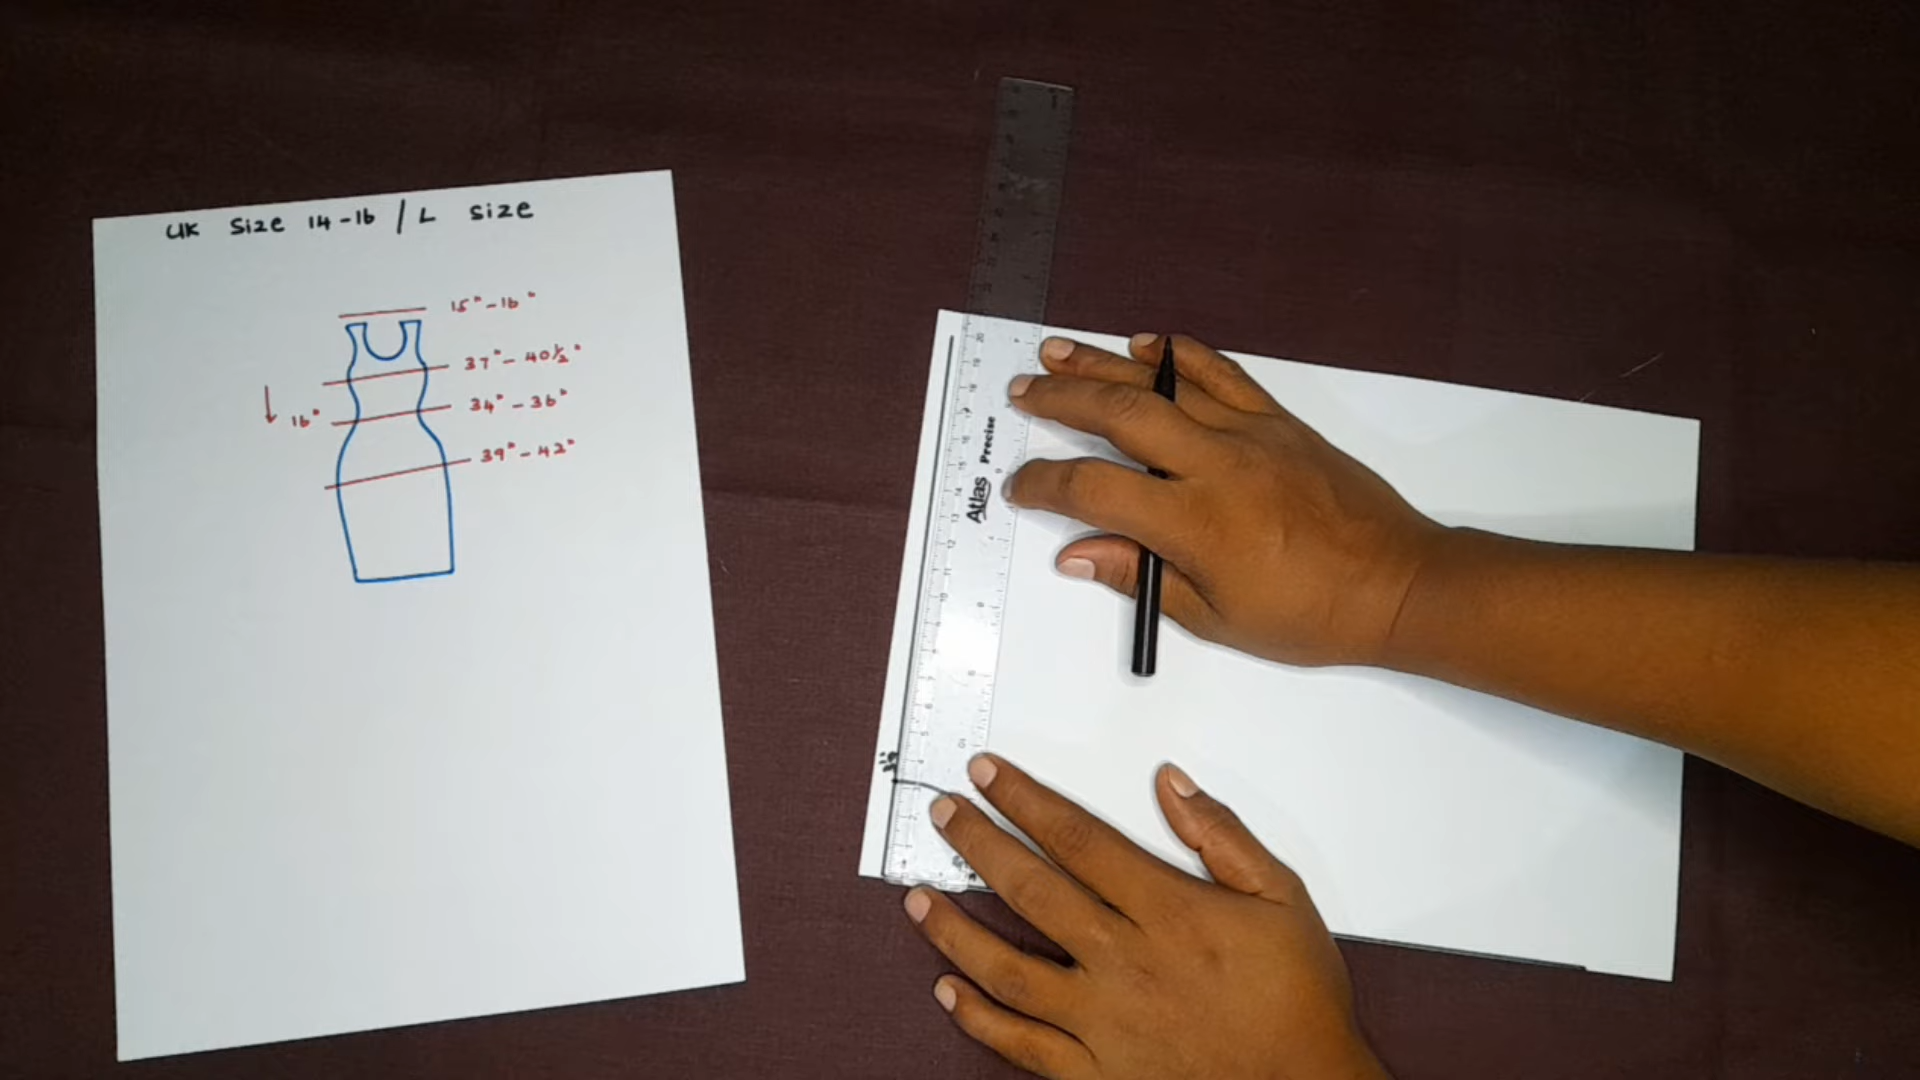 UK Size 14-16 / L Size
15" - 16"
37" - 40½"
34" - 36"
16"
39" - 42"
Atlas Precise